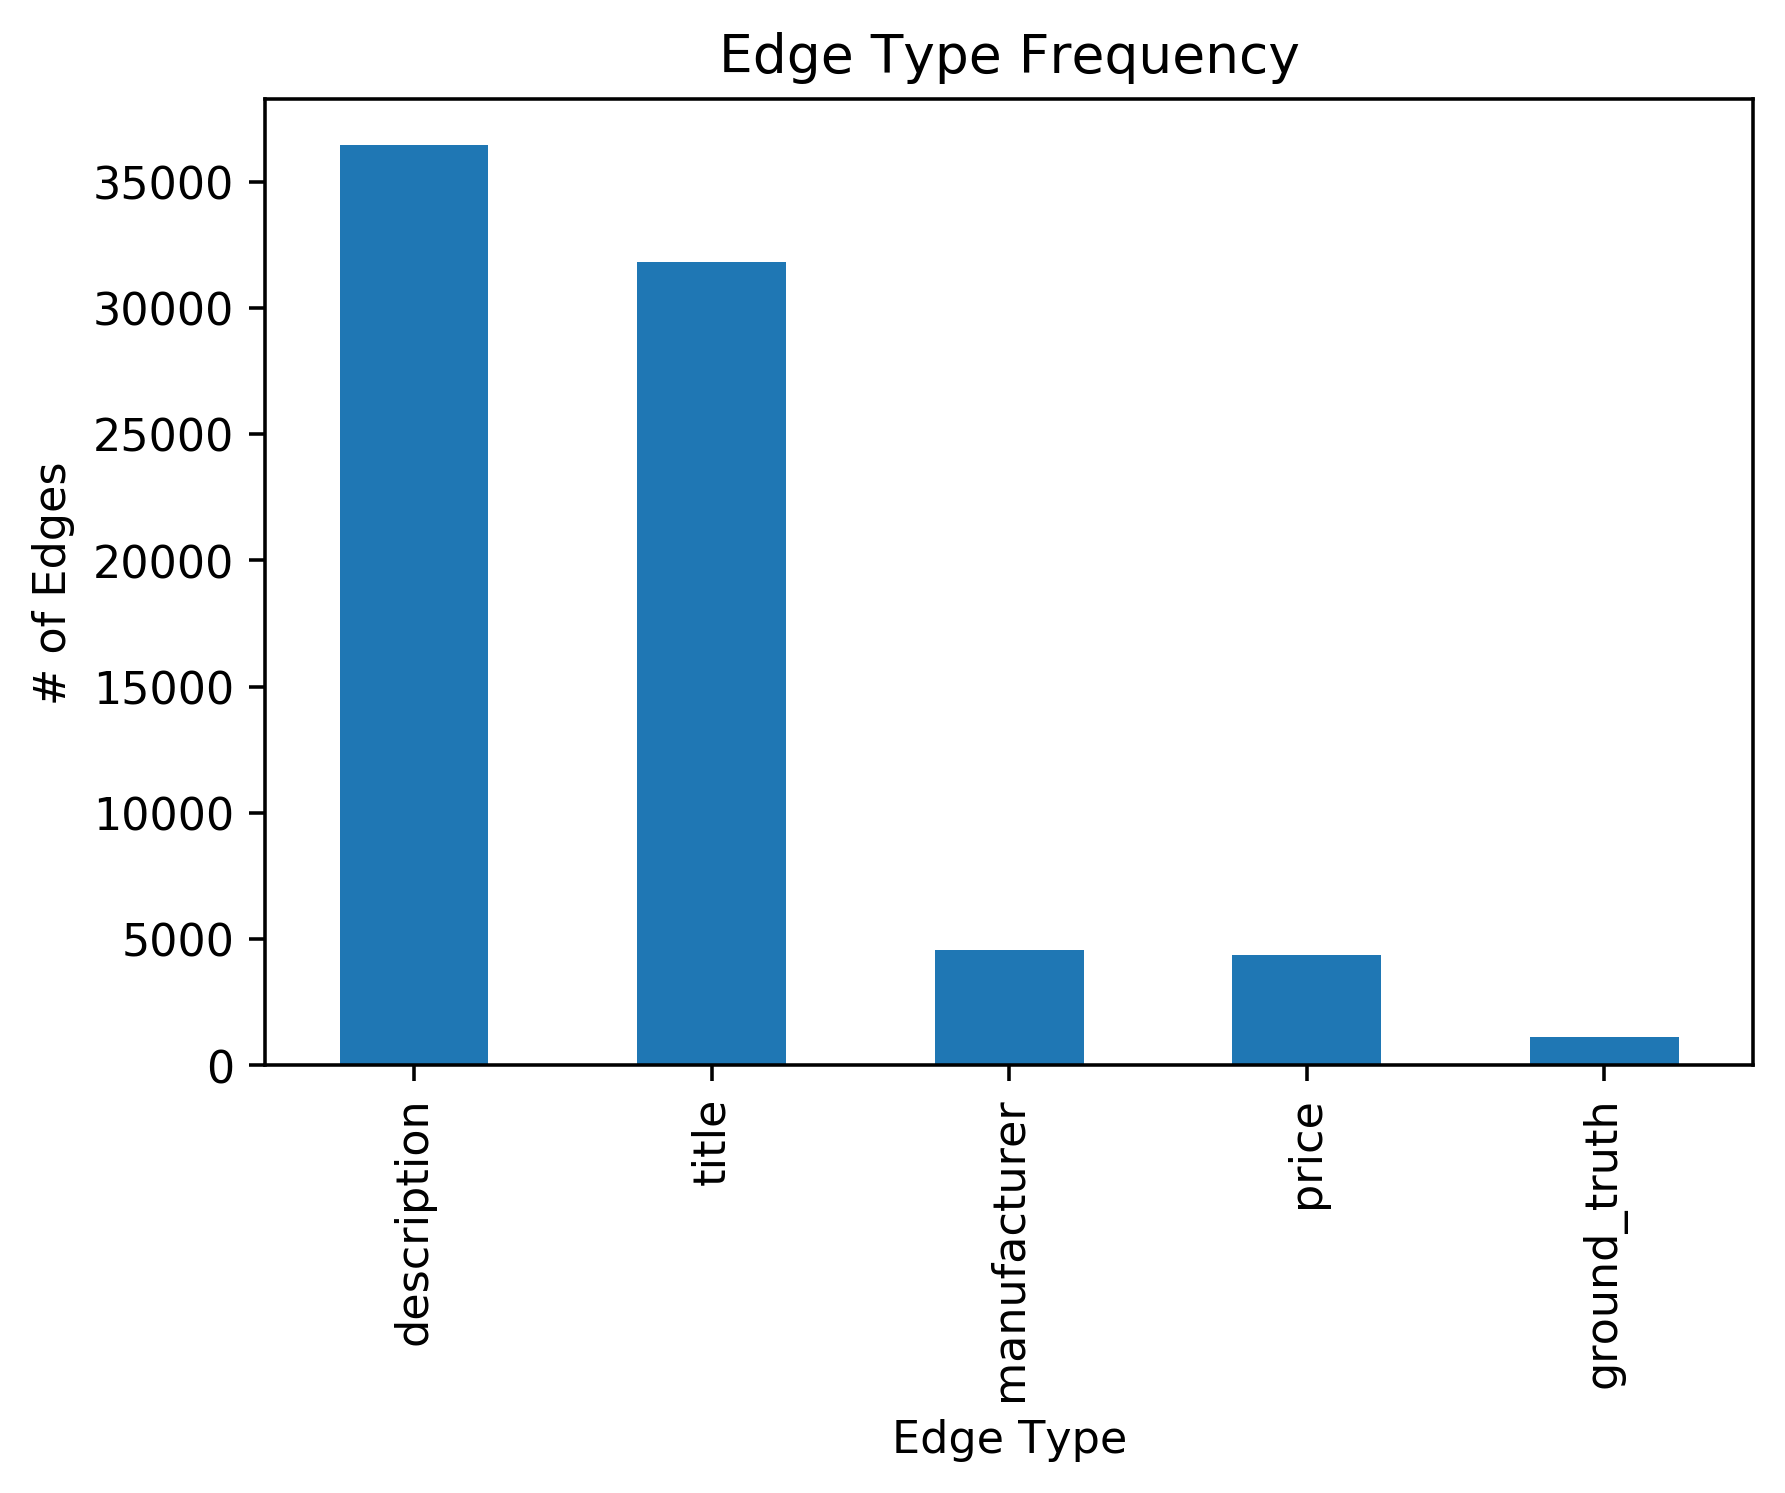 Edge Type Frequency
# of Edges
35000
30000
25000
20000
15000
10000
5000
0
description
title
manufacturer
price
ground_truth
Edge Type